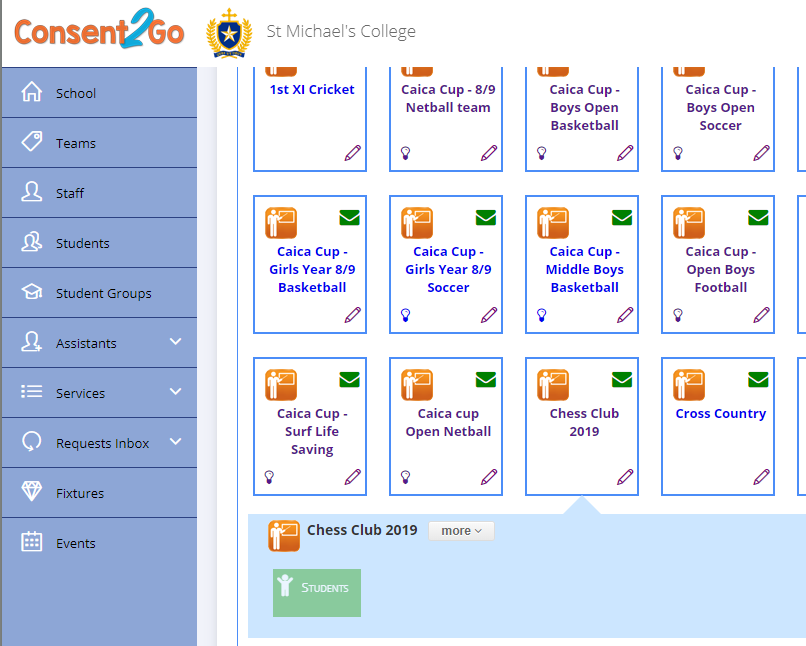 Consent2Go
St Michael's College
School
Teams
Staff
Students
Student Groups
Assistants
Services
Requests Inbox
Fixtures
Events
1st XI Cricket
Caica Cup - 8/9
Netball team
Caica Cup -
Boys Open
Basketball
Caica Cup -
Boys Open
Soccer
Caica Cup -
Girls Year 8/9
Basketball
Caica Cup -
Girls Year 8/9
Soccer
Caica Cup -
Middle Boys
Basketball
Caica Cup -
Open Boys
Football
Caica Cup -
Surf Life
Saving
Caica cup
Open Netball
Chess Club
2019
Cross Country
Chess Club 2019
more
Students